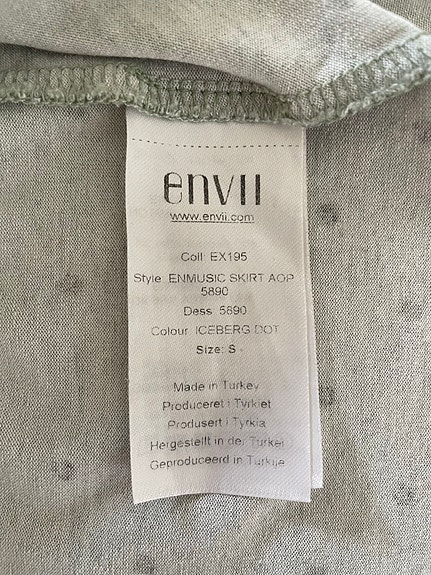 envii
www.envii.com
Coll: EX195
Style: ENMUSIC SKIRT AOP
5890
Dess: 5890
Colour: ICEBERG DOT
Size: S
Made in Turkey
Produceret i Tyrkiet
Produsert i Tyrkia
Hergestellt in der Türkei
Geproduceerd in Turkije